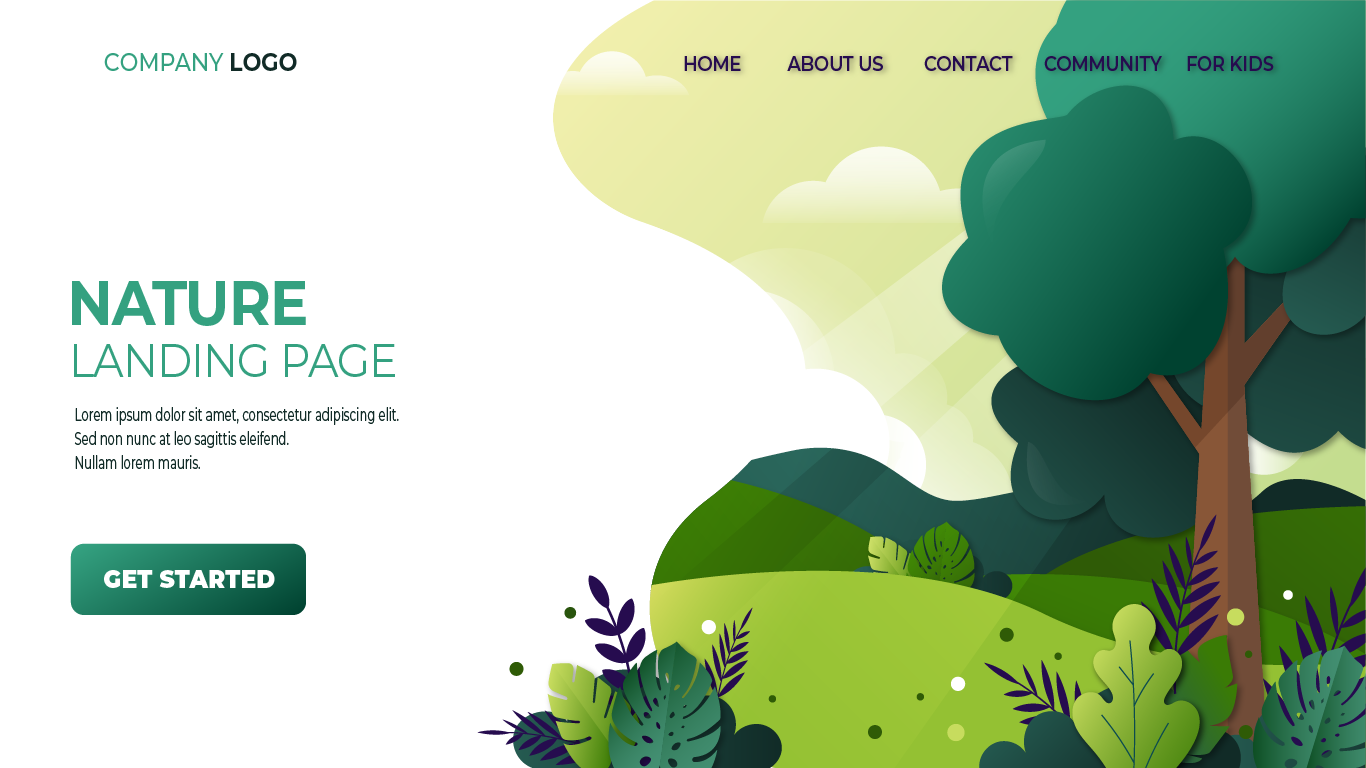 COMPANY LOGO
HOME ABOUT US CONTACT COMMUNITY FOR KIDS
NATURE
LANDING PAGE
Lorem ipsum dolor sit amet, consectetur adipiscing elit.
Sed non nunc at leo sagittis eleifend.
Nullam lorem mauris.
GET STARTED